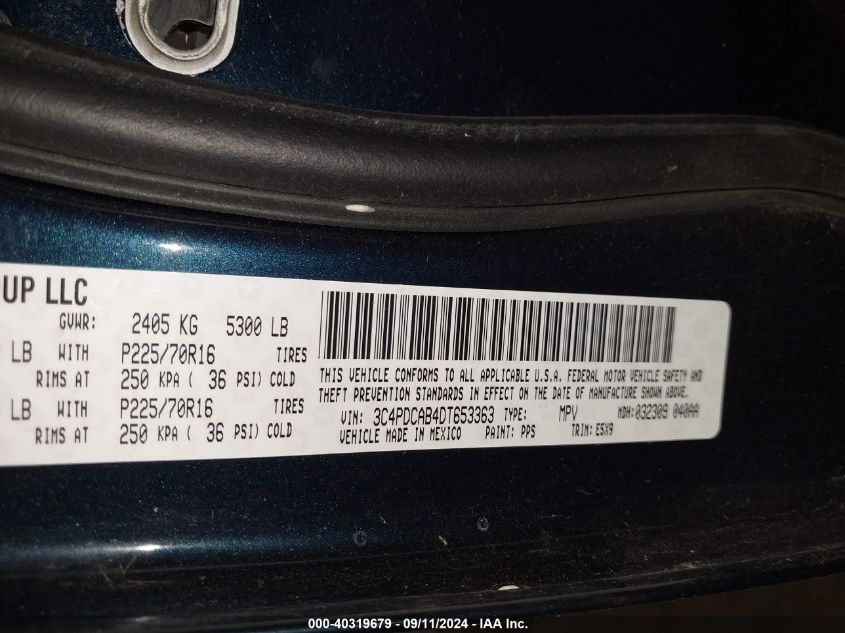 UP LLC
GVWR: 2405 KG 5300 LB
LB WITH P225/70R16 TIRES
RIMS AT 250 KPA ( 36 PSI) COLD
LB WITH P225/70R16 TIRES
RIMS AT 250 KPA ( 36 PSI) COLD
THIS VEHICLE CONFORMS TO ALL APPLICABLE U.S.A. FEDERAL MOTOR VEHICLE SAFETY AND
THEFT PREVENTION STANDARDS IN EFFECT ON THE DATE OF MANUFACTURE SHOWN ABOVE.
VIN: 3C4PDCAB4DT653363 TYPE: MPV MDH:032309 040AA
VEHICLE MADE IN MEXICO PAINT: PPS TRIM: E5X9
000-40319679 - 09/11/2024 - IAA Inc.